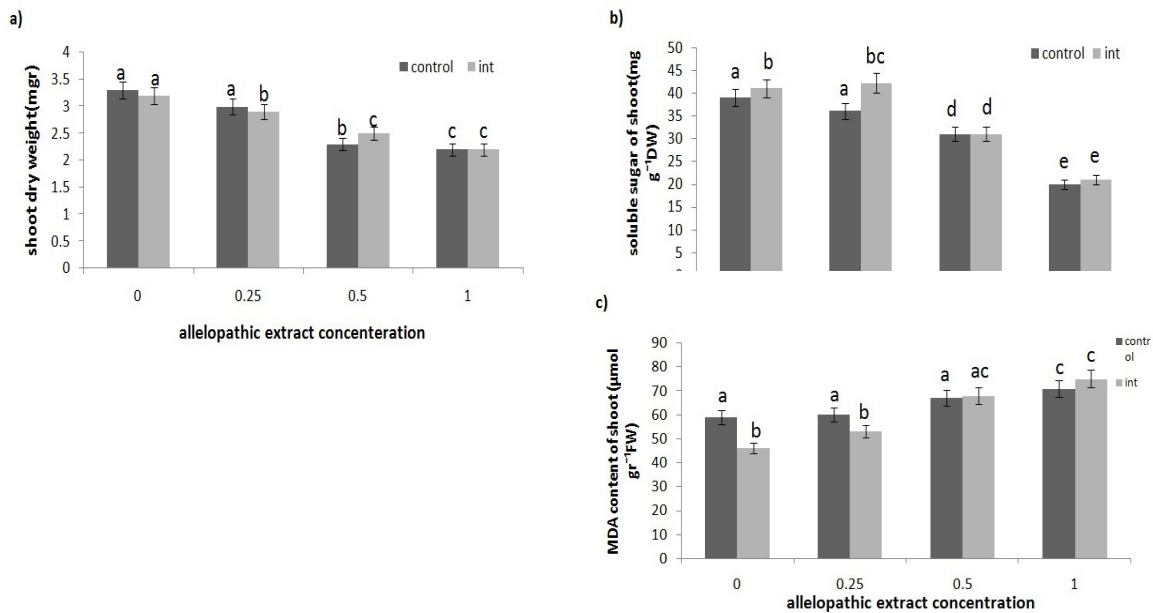 a)
shoot dry weight(mgr)
4
3.5
3
2.5
2
1.5
1
0.5
0
control int
a a a b b c c c
0 0.25 0.5 1
allelopathic extract concenteration
b)
soluble sugar of shoot(mg
g⁻¹DW)
50
45
40
35
30
25
20
15
10
5
control int
a b a bc d d e e
c)
MDA content of shoot(µmol
gr⁻¹FW)
90
80
70
60
50
40
30
20
10
0
contr
ol
int
a b a b a ac c c
0 0.25 0.5 1
allelopathic extract concentration